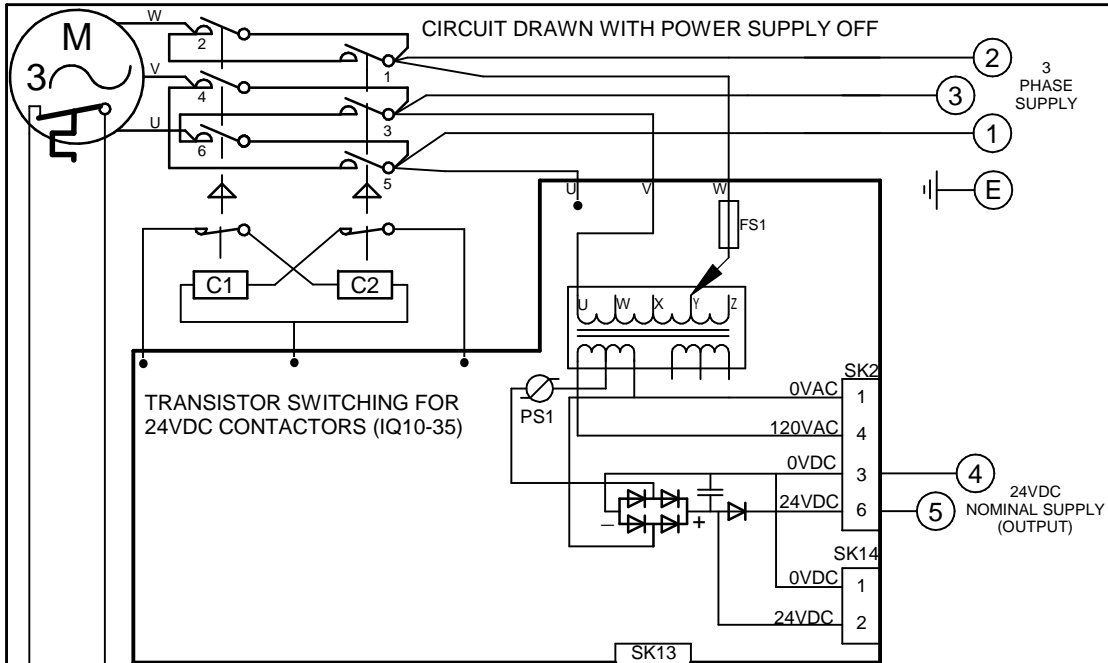 CIRCUIT DRAWN WITH POWER SUPPLY OFF
M
3
W
V
U
2
1
4
3
6
5
2
3
1
E
3
PHASE
SUPPLY
C1
C2
U
V
W
FS1
U
W
X
Y
Z
PS1
TRANSISTOR SWITCHING FOR
24VDC CONTACTORS (IQ10-35)
SK2
0VAC
1
120VAC
4
0VDC
3
24VDC
6
4
5
24VDC
NOMINAL SUPPLY
(OUTPUT)
– +
SK14
0VDC
1
24VDC
2
SK13